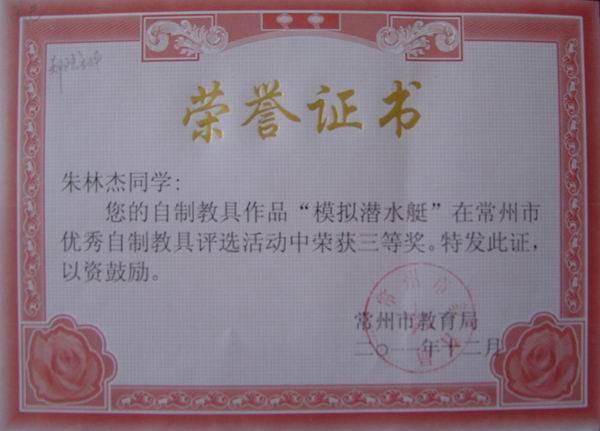 荣誉证书
朱林杰同学:
您的自制教具作品“模拟潜水艇”在常州市
优秀自制教具评选活动中荣获三等奖。特发此证,
以资鼓励。
常州市教育局
二〇一一年十二月